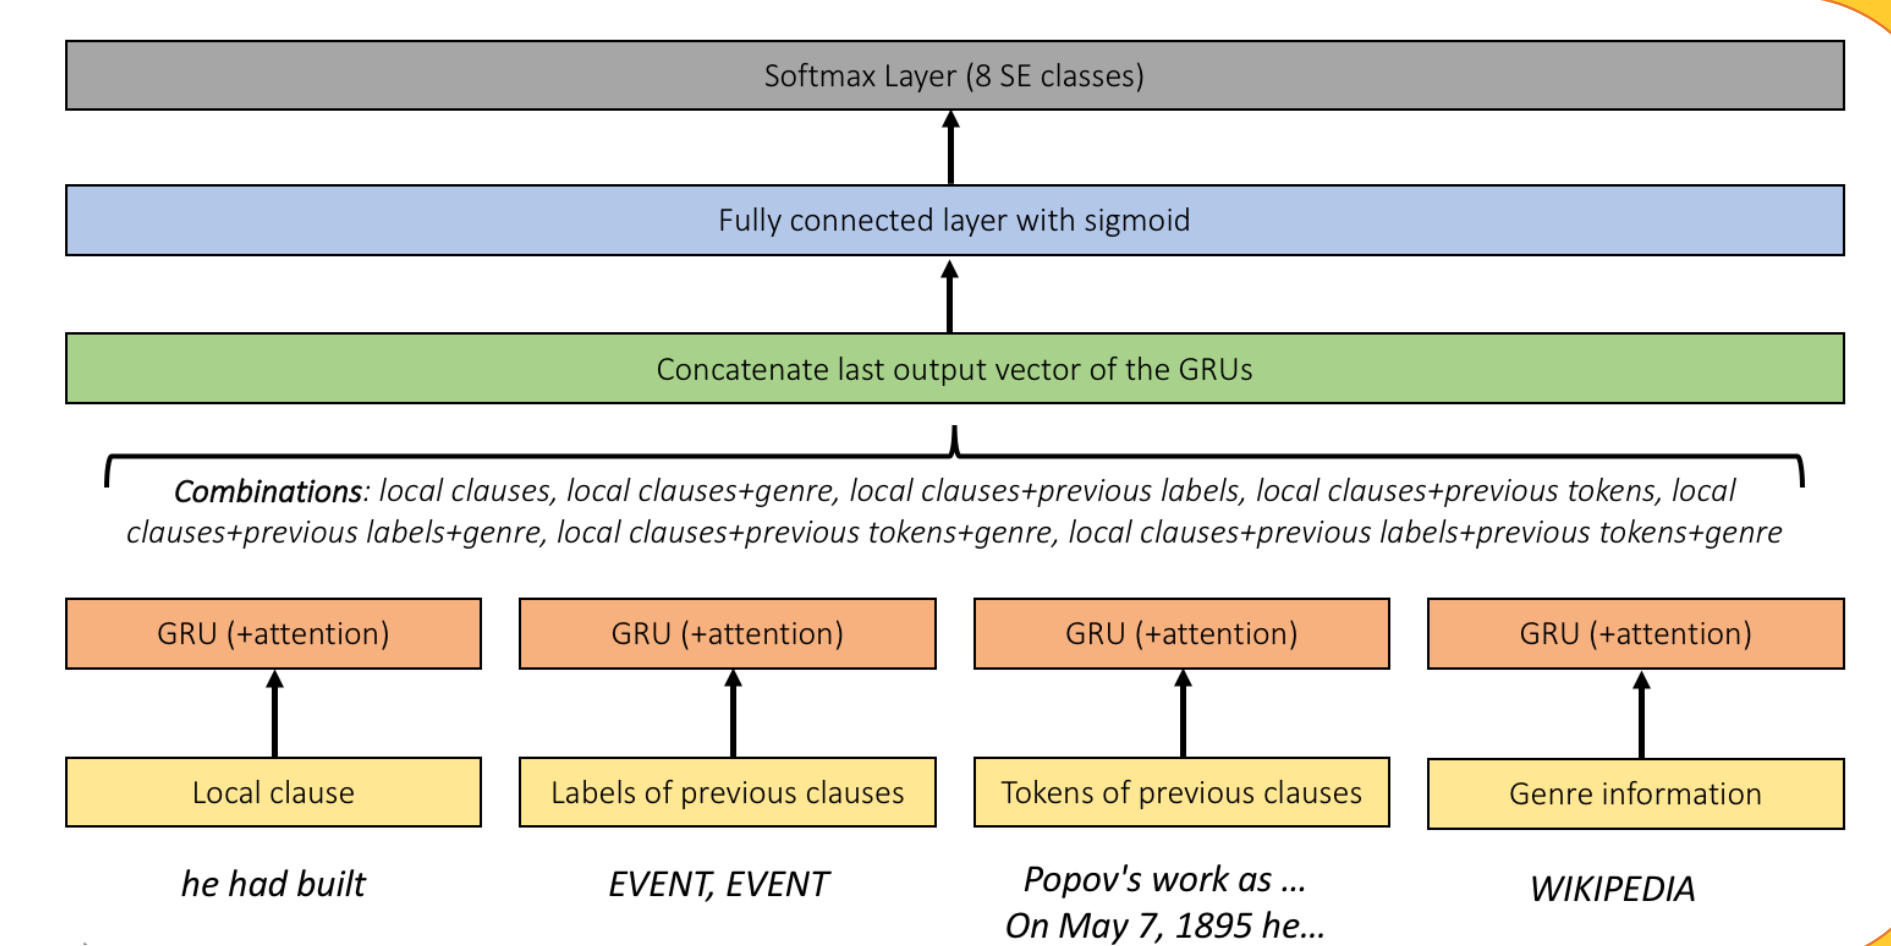 Softmax Layer (8 SE classes)
Fully connected layer with sigmoid
Concatenate last output vector of the GRUs
Combinations: local clauses, local clauses+genre, local clauses+previous labels, local clauses+previous tokens, local
clauses+previous labels+genre, local clauses+previous tokens+genre, local clauses+previous labels+previous tokens+genre
GRU (+attention)
GRU (+attention)
GRU (+attention)
GRU (+attention)
Local clause
Labels of previous clauses
Tokens of previous clauses
Genre information
he had built
EVENT, EVENT
Popov's work as ...
On May 7, 1895 he...
WIKIPEDIA